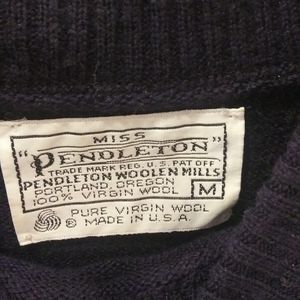 MISS
"PENDLETON"
TRADE MARK REG. U.S. PAT OFF
PENDLETON WOOLEN MILLS
PORTLAND, OREGON
100% VIRGIN WOOL M
PURE VIRGIN WOOL
® MADE IN U.S.A.